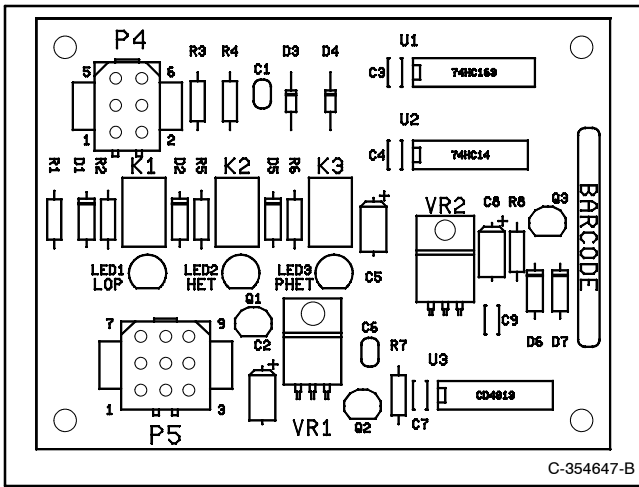 P4
R3 R4 C1 D3 D4
U1
5 6
C3 74HC163
1 2
U2
C4 74HC14
R1 D1 R2 K1 D2 R5 K2 D5 R6 K3
VR2 C8 + R8 Q3
BARCODE
+
C5
LED1 LOP
LED2 HET
LED3 PHET
Q1
C2
7 9
C6
R7
C9
D6 D7
U3
+
CD4013
1 3
P5
VR1
Q2
C7
C-354647-B